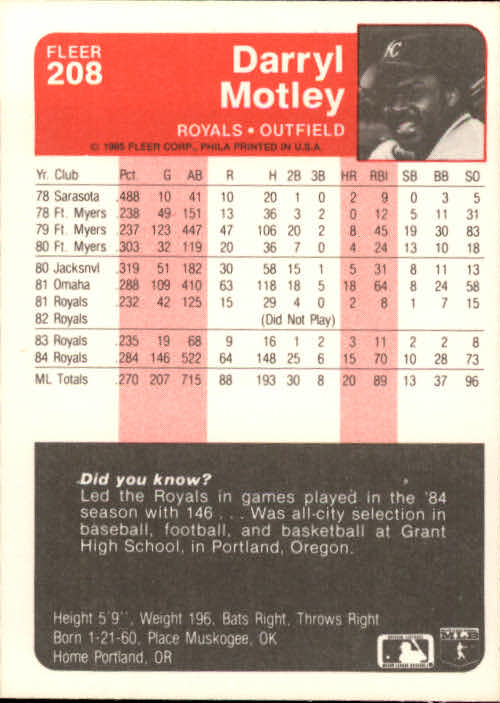 FLEER
208
Darryl
Motley
ROYALS • OUTFIELD
© 1985 FLEER CORP., PHILA PRINTED IN U.S.A.
Yr. Club Pct. G AB R H 2B 3B HR RBI SB BB SO
78 Sarasota .488 10 41 10 20 1 0 2 9 0 3 5
78 Ft. Myers .238 49 151 13 36 3 2 0 12 5 11 31
79 Ft. Myers .237 123 447 47 106 20 2 8 45 19 30 83
80 Ft. Myers .303 32 119 20 36 7 0 4 24 13 10 18
80 Jacksnvl .319 51 182 30 58 15 1 5 31 8 11 13
81 Omaha .288 109 410 63 118 18 5 18 64 8 24 58
81 Royals .232 42 125 15 29 4 0 2 8 1 7 15
82 Royals (Did Not Play)
83 Royals .235 19 68 9 16 1 2 3 11 2 2 8
84 Royals .284 146 522 64 148 25 6 15 70 10 28 73
ML Totals .270 207 715 88 193 30 8 20 89 13 37 96
Did you know?
Led the Royals in games played in the '84
season with 146 . . . Was all-city selection in
baseball, football, and basketball at Grant
High School, in Portland, Oregon.
Height 5'9'', Weight 196, Bats Right, Throws Right
Born 1-21-60, Place Muskogee, OK
Home Portland, OR